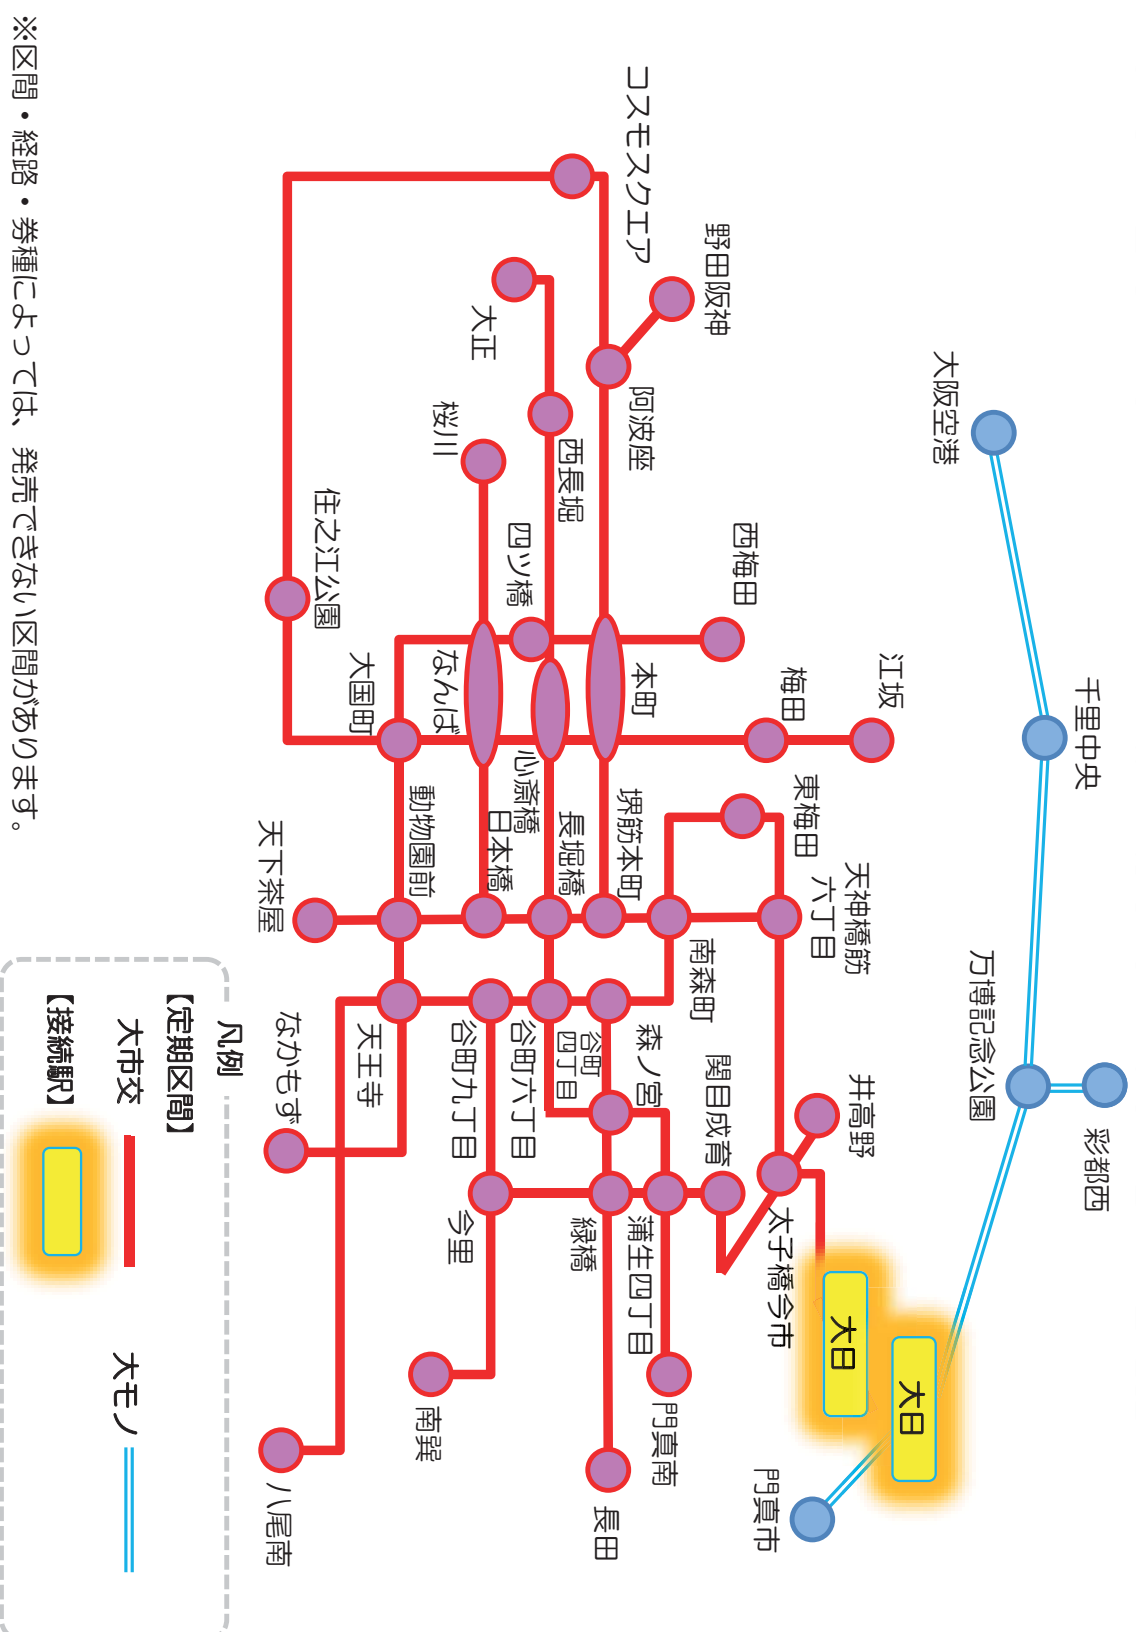 彩都西
大阪空港
千里中央
万博記念公園
江坂
井高野
大日
大日
門真市
野田阪神
西梅田
梅田
東梅田
天神橋筋
六丁目
太子橋今市
コスモスクエア
阿波座
本町
堺筋本町
南森町
関目成育
大正
西長堀
四ツ橋
心斎橋
長堀橋
谷町
四丁目
森ノ宮
蒲生四丁目
門真南
桜川
なんば
日本橋
谷町六丁目
緑橋
長田
住之江公園
大国町
動物園前
谷町九丁目
今里
南巽
天下茶屋
天王寺
なかもず
八尾南
凡例
【定期区間】
大市交
大モノ
【接続駅】
※区間・経路・券種によっては、発売できない区間があります。